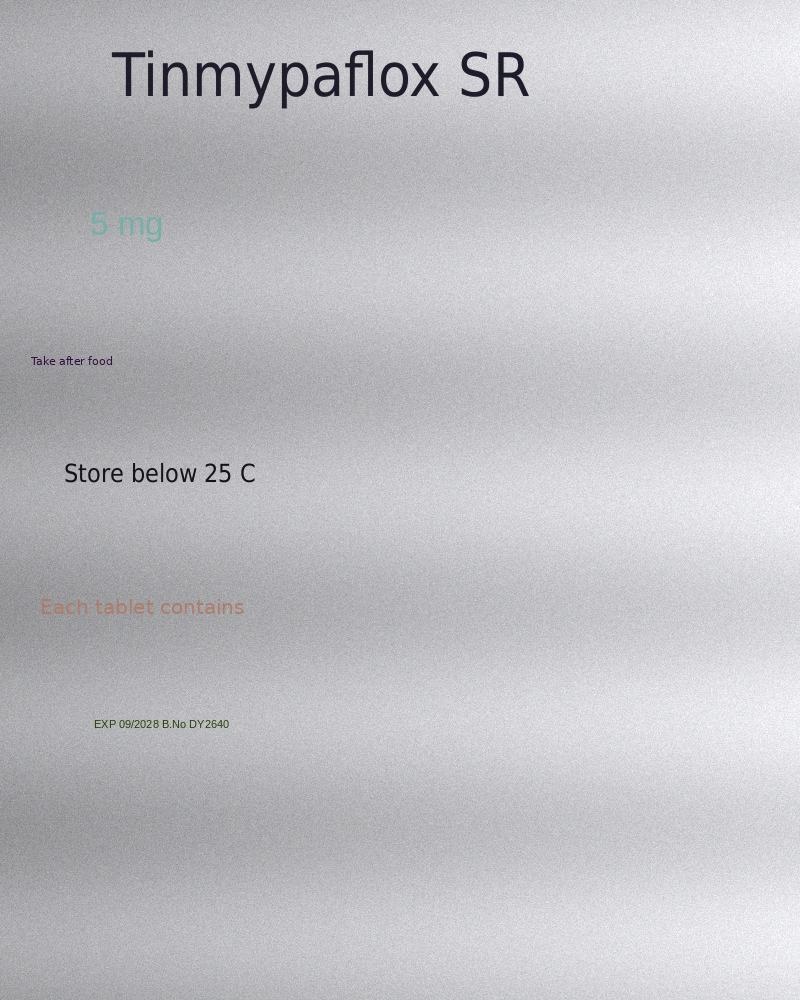 Tinmypaflox SR
5 mg
Take after food
Store below 25 C
Each tablet contains
EXP 09/2028 B.No DY2640